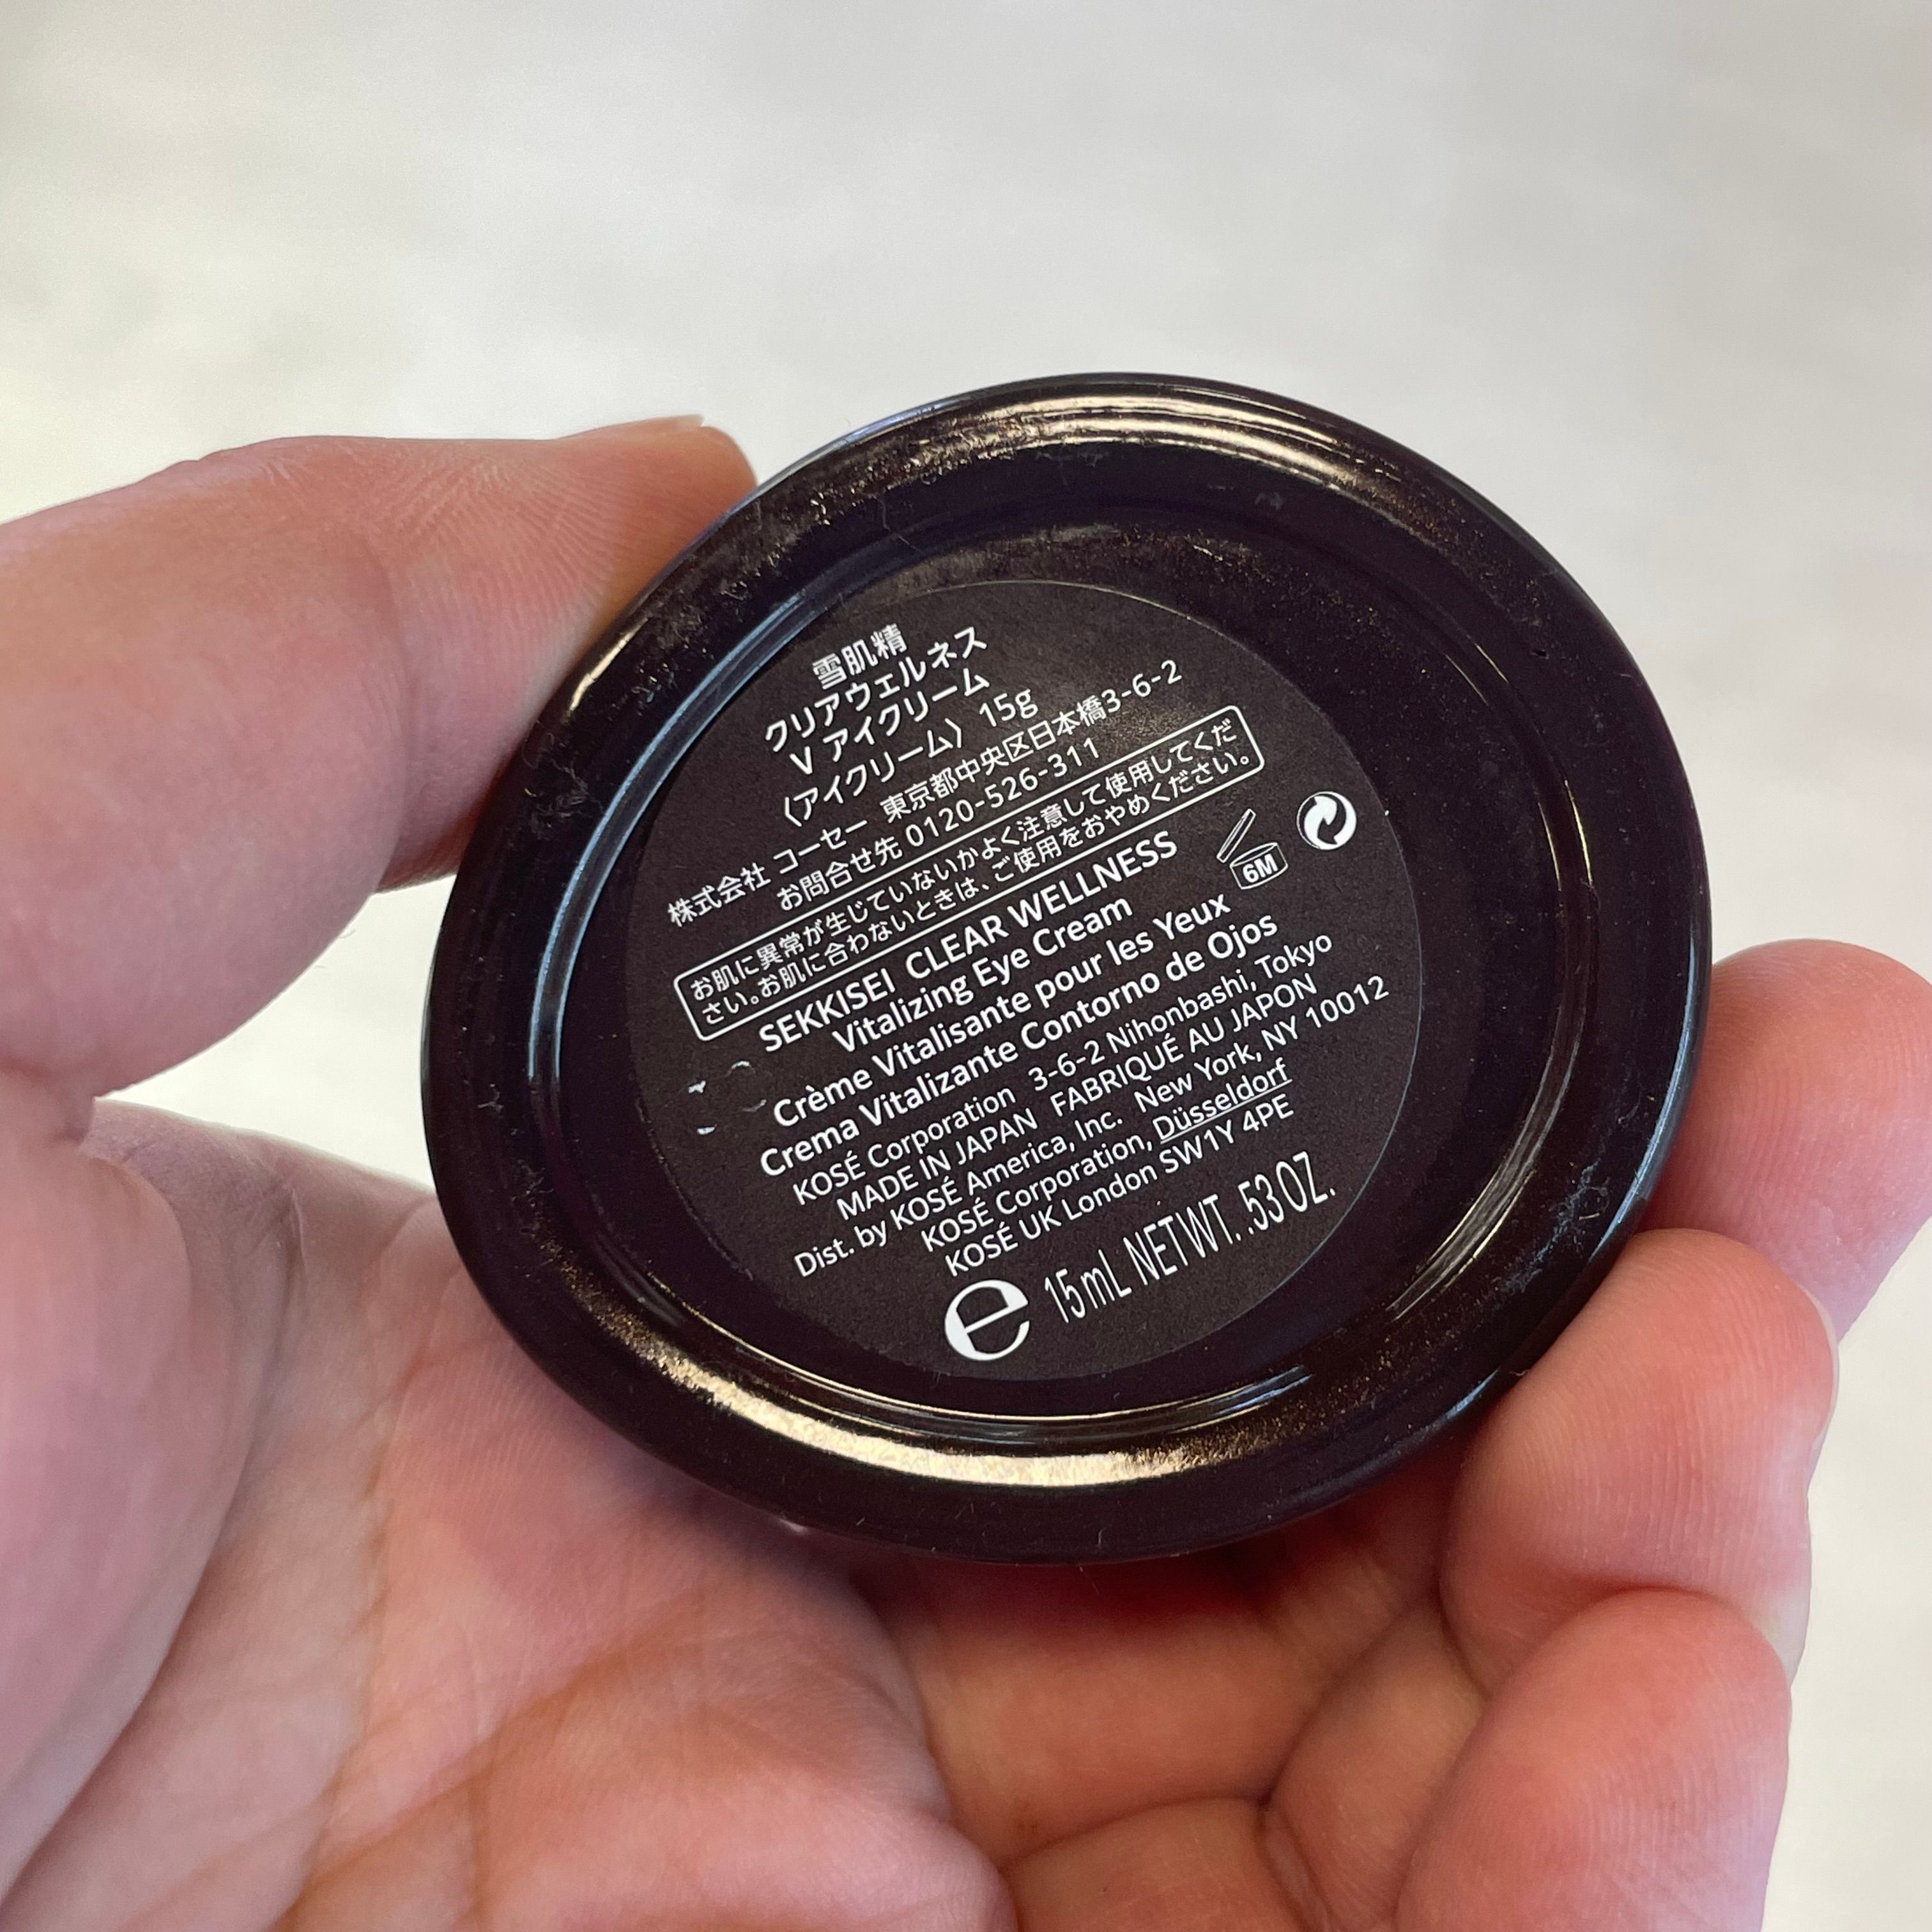 雪肌精
クリアウェルネス
V アイクリーム
〈アイクリーム〉 15g
株式会社 コーセー 東京都中央区日本橋3-6-2
お問合せ先 0120-526-311
お肌に異常が生じていないかよく注意して使用してくだ
さい。お肌に合わないときは、ご使用をおやめください。
SEKKISEI CLEAR WELLNESS
Vitalizing Eye Cream
6M
Crème Vitalisante pour les Yeux
Crema Vitalizante Contorno de Ojos
KOSÉ Corporation 3-6-2 Nihonbashi, Tokyo
MADE IN JAPAN FABRIQUÉ AU JAPON
Dist. by KOSÉ America, Inc. New York, NY 10012
KOSÉ Corporation, Düsseldorf
KOSÉ UK London SW1Y 4PE
℮ 15mL NET WT. .53 OZ.